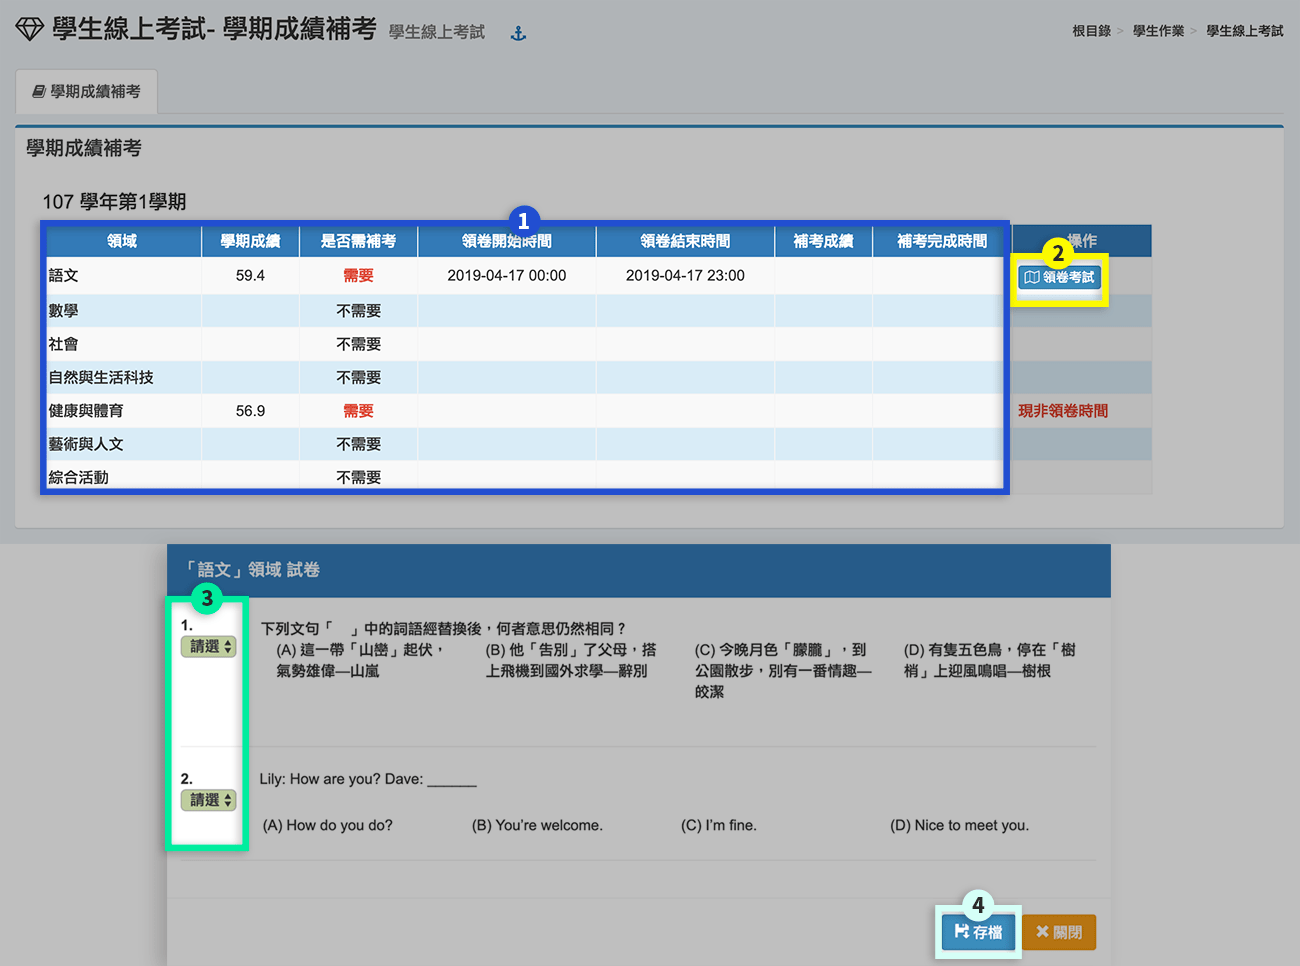 學生線上考試- 學期成績補考 學生線上考試
根目錄 > 學生作業 > 學生線上考試
學期成績補考
學期成績補考
107 學年第1學期
1
領域 學期成績 是否需補考 領卷開始時間 領卷結束時間 補考成績 補考完成時間 操作
2
語文 59.4 需要 2019-04-17 00:00 2019-04-17 23:00 領卷考試
數學 不需要
社會 不需要
自然與生活科技 不需要
健康與體育 56.9 需要 現非領卷時間
藝術與人文 不需要
綜合活動 不需要
「語文」領域 試卷
3
1. 下列文句「　」中的詞語經替換後，何者意思仍然相同？
請選
(A) 這一帶「山巒」起伏，
氣勢雄偉—山嵐
(B) 他「告別」了父母，搭
上飛機到國外求學—辭別
(C) 今晚月色「朦朧」，到
公園散步，別有一番情趣—
皎潔
(D) 有隻五色鳥，停在「樹
梢」上迎風鳴唱—樹根
2. Lily: How are you? Dave: ______
請選
(A) How do you do? (B) You're welcome. (C) I'm fine. (D) Nice to meet you.
4
存檔 關閉